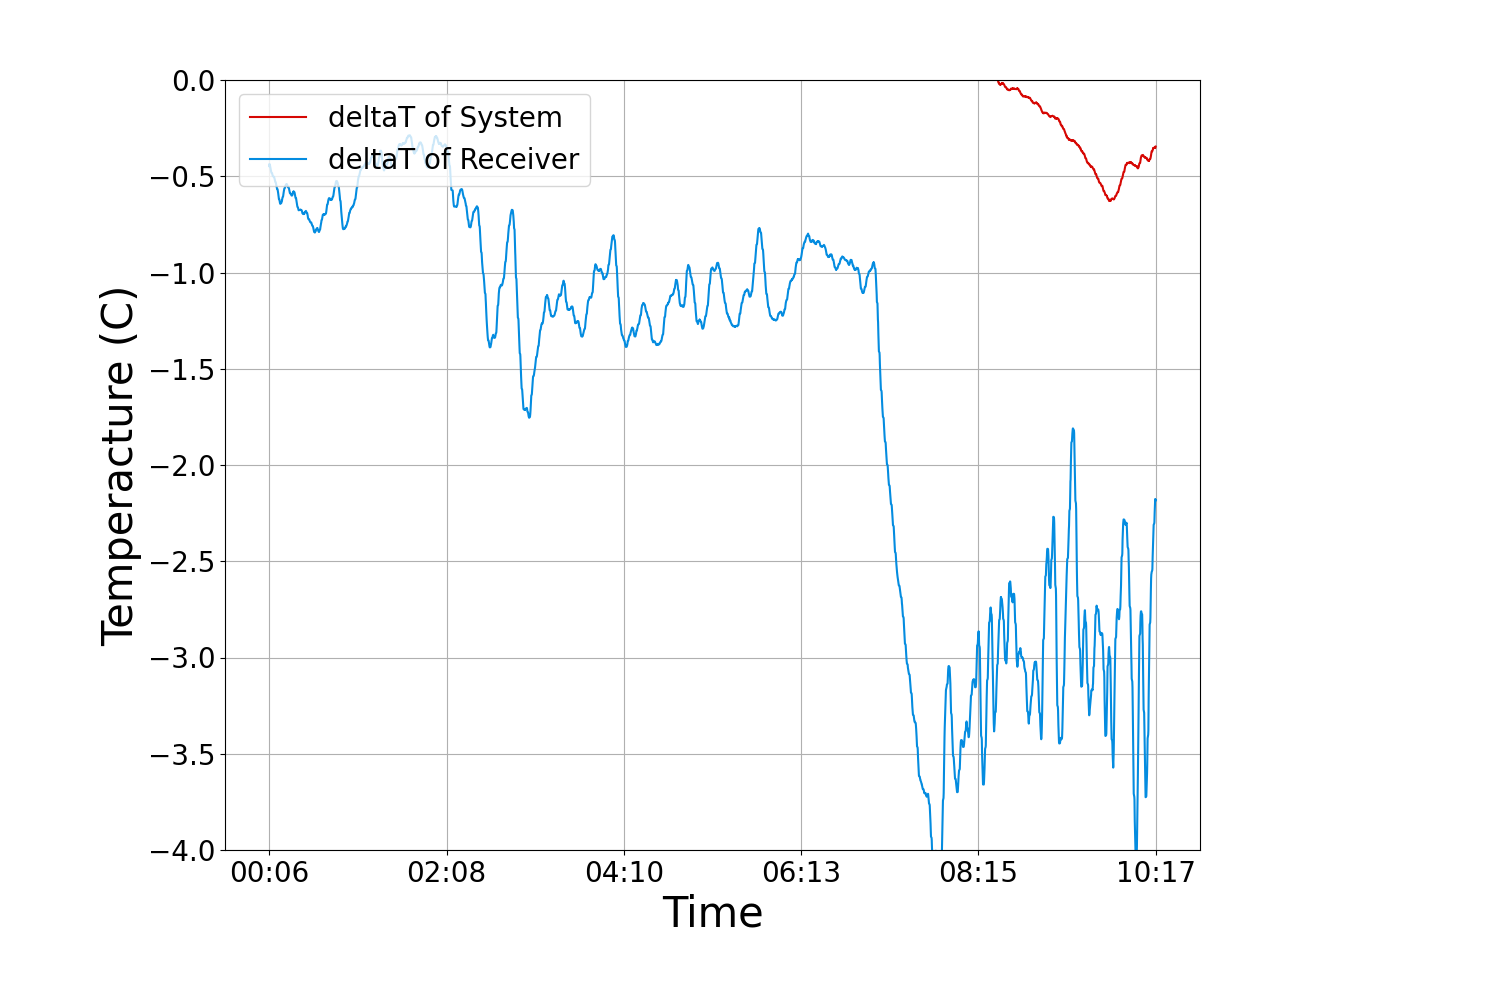 deltaT of System
deltaT of Receiver
0.0
−0.5
−1.0
−1.5
−2.0
−2.5
−3.0
−3.5
−4.0
Temperacture (C)
00:06 02:08 04:10 06:13 08:15 10:17
Time